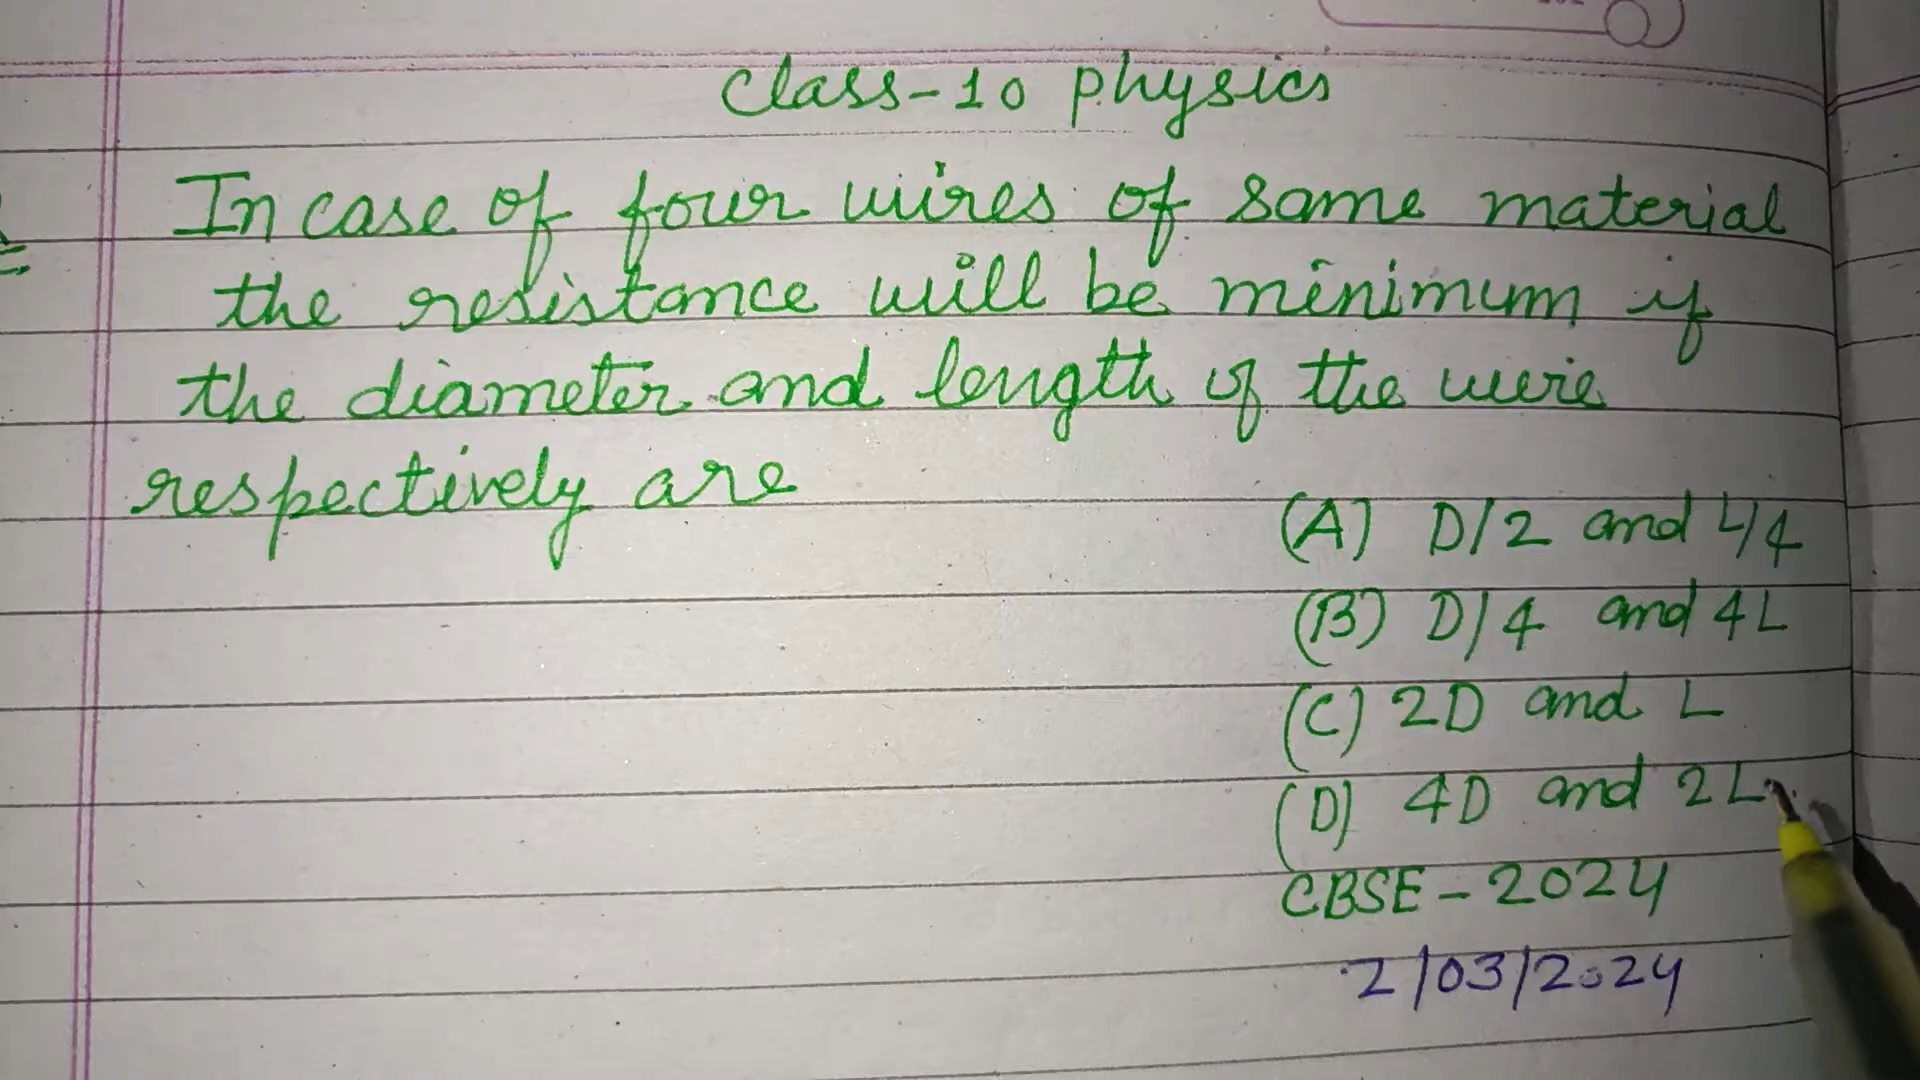 Class-10 Physics
In case of four wires of same material
the resistance will be minimum if
the diameter and length of the wire
respectively are
(A) D/2 and L/4
(B) D/4 and 4L
(C) 2D and L
(D) 4D and 2L
CBSE-2024
2/03/2024